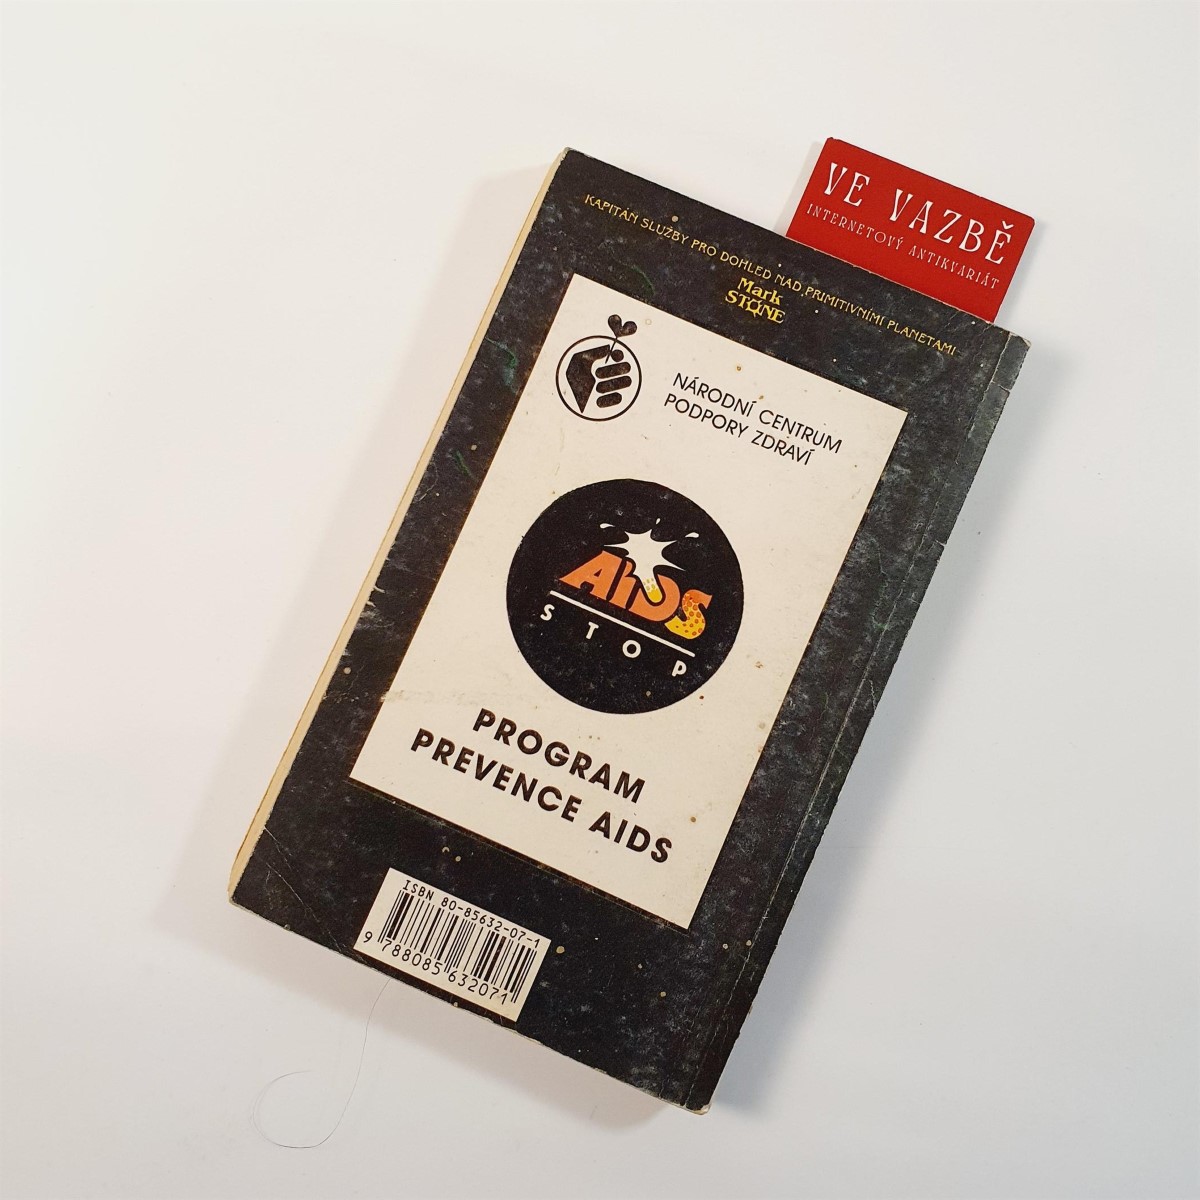 VE VAZBĚ
INTERNETOVÝ ANTIKVARIÁT
KAPITÁN SLUŽBY PRO DOHLED NAD PRIMITIVNÍMI PLANETAMI
Mark
STONE
NÁRODNÍ CENTRUM
PODPORY ZDRAVÍ
AIDS
STOP
PROGRAM
PREVENCE AIDS
ISBN 80-85632-07-1
9 788085 632071